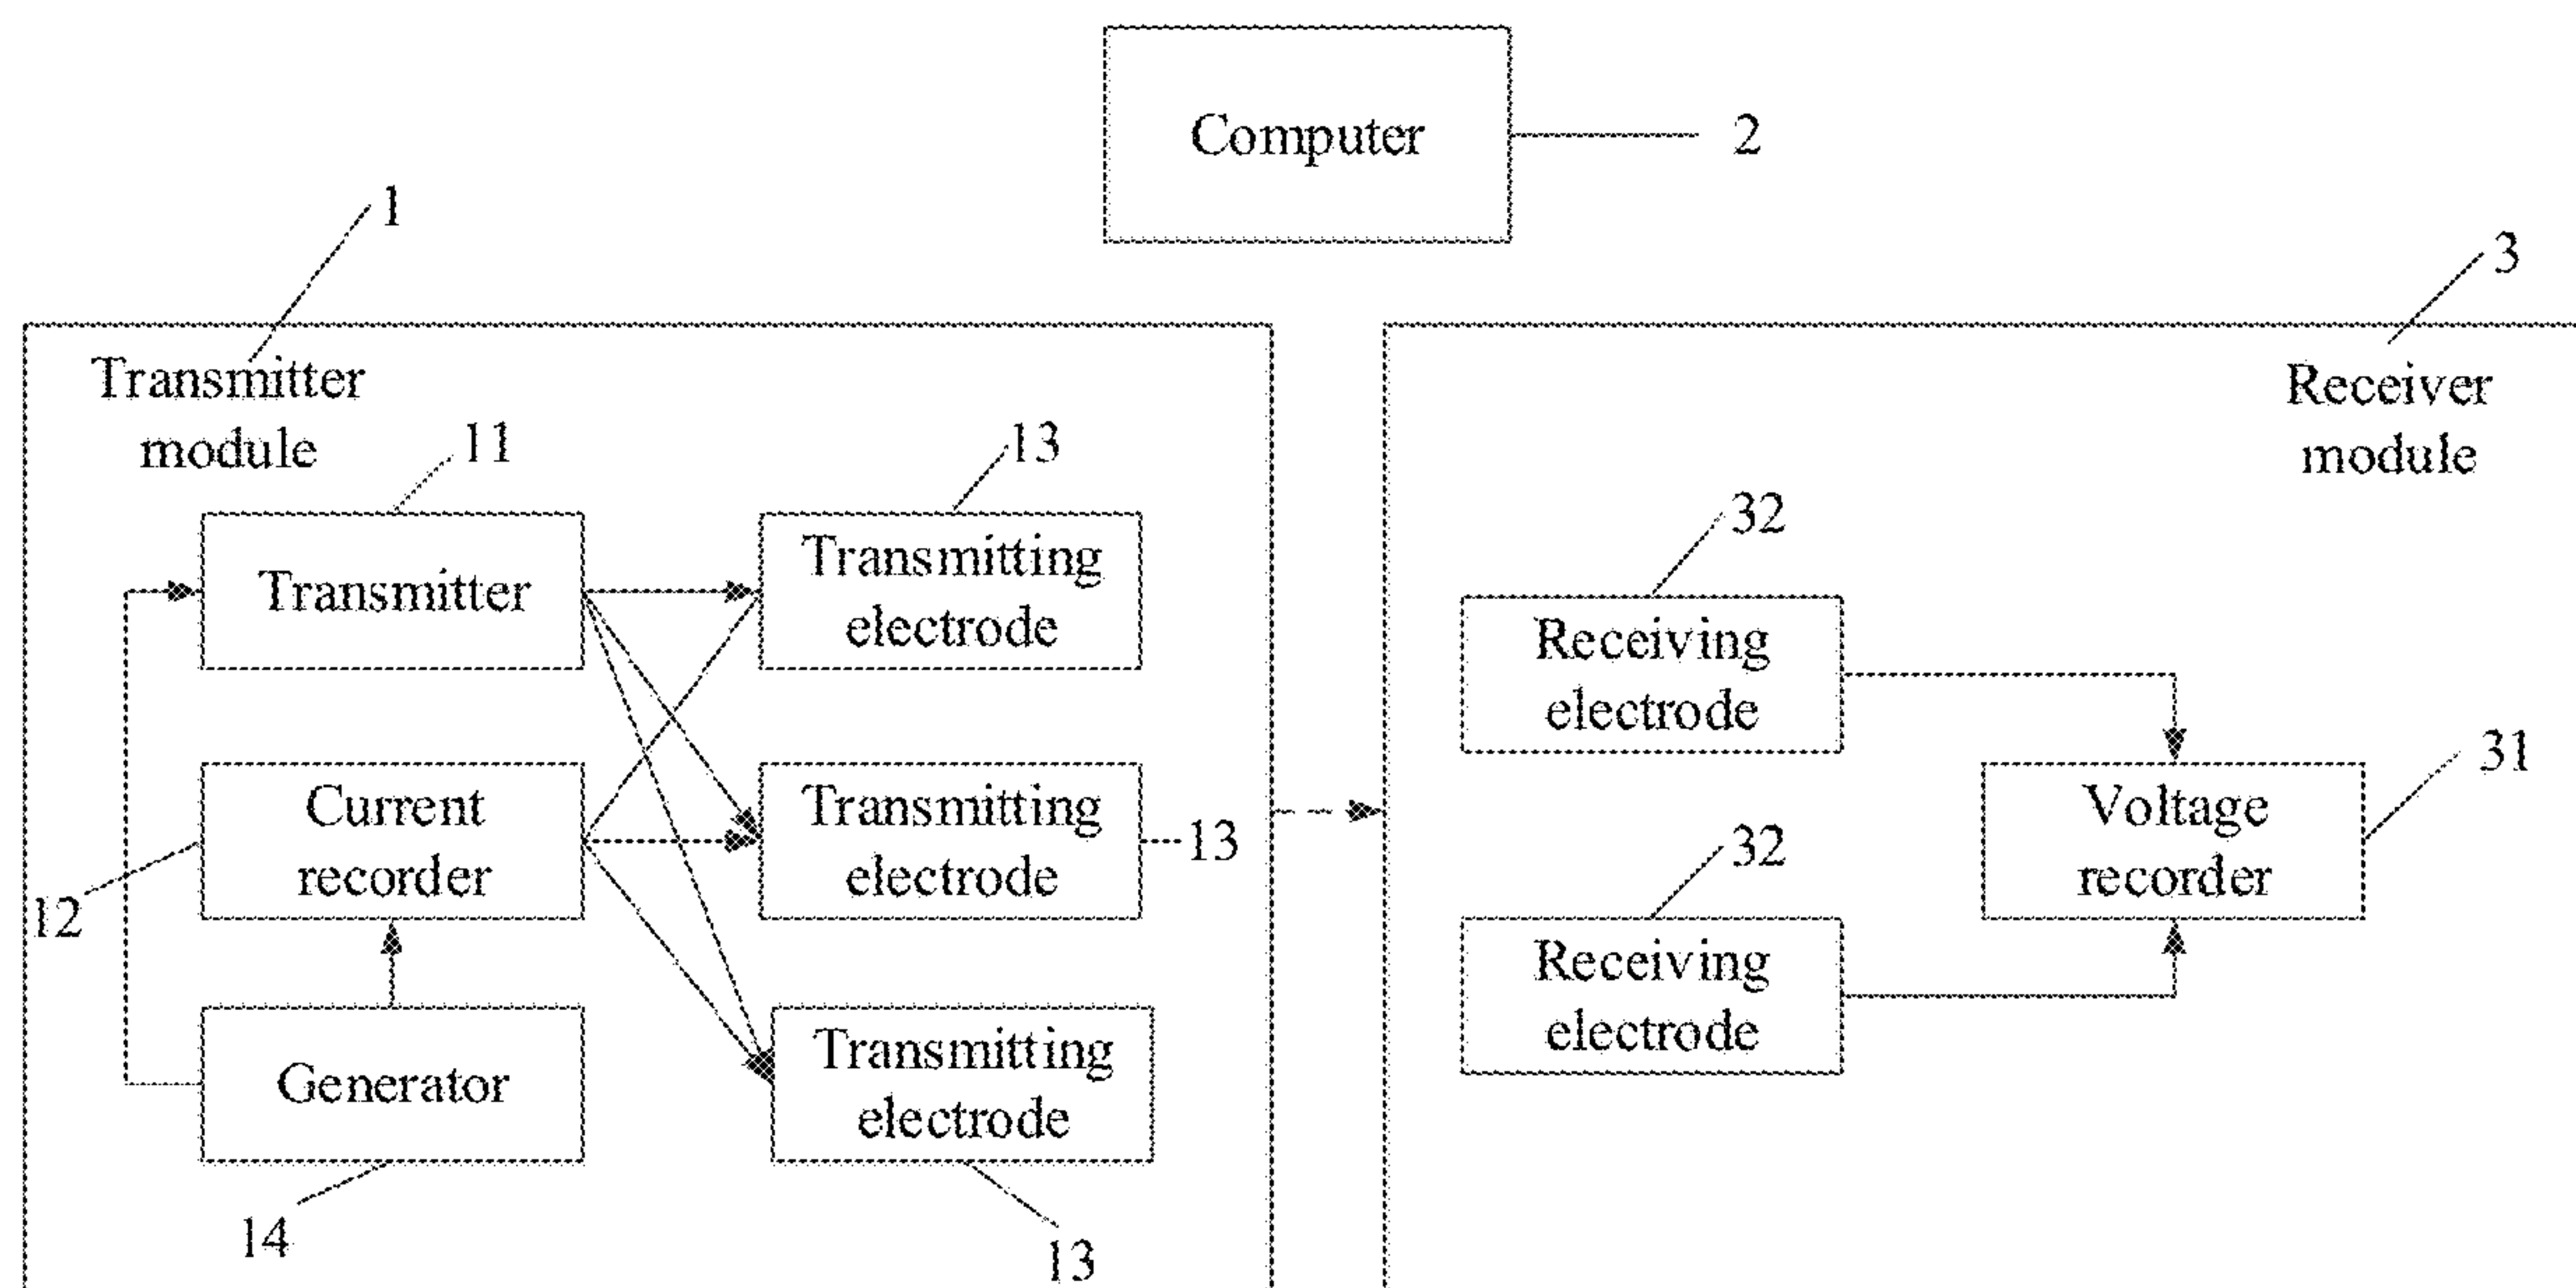 Computer
2
1
3
Transmitter
module
Receiver
module
11
13
Transmitter
Transmitting
electrode
32
Receiving
electrode
31
Current
recorder
Transmitting
electrode
13
12
32
Voltage
recorder
Receiving
electrode
Generator
Transmitting
electrode
14
13